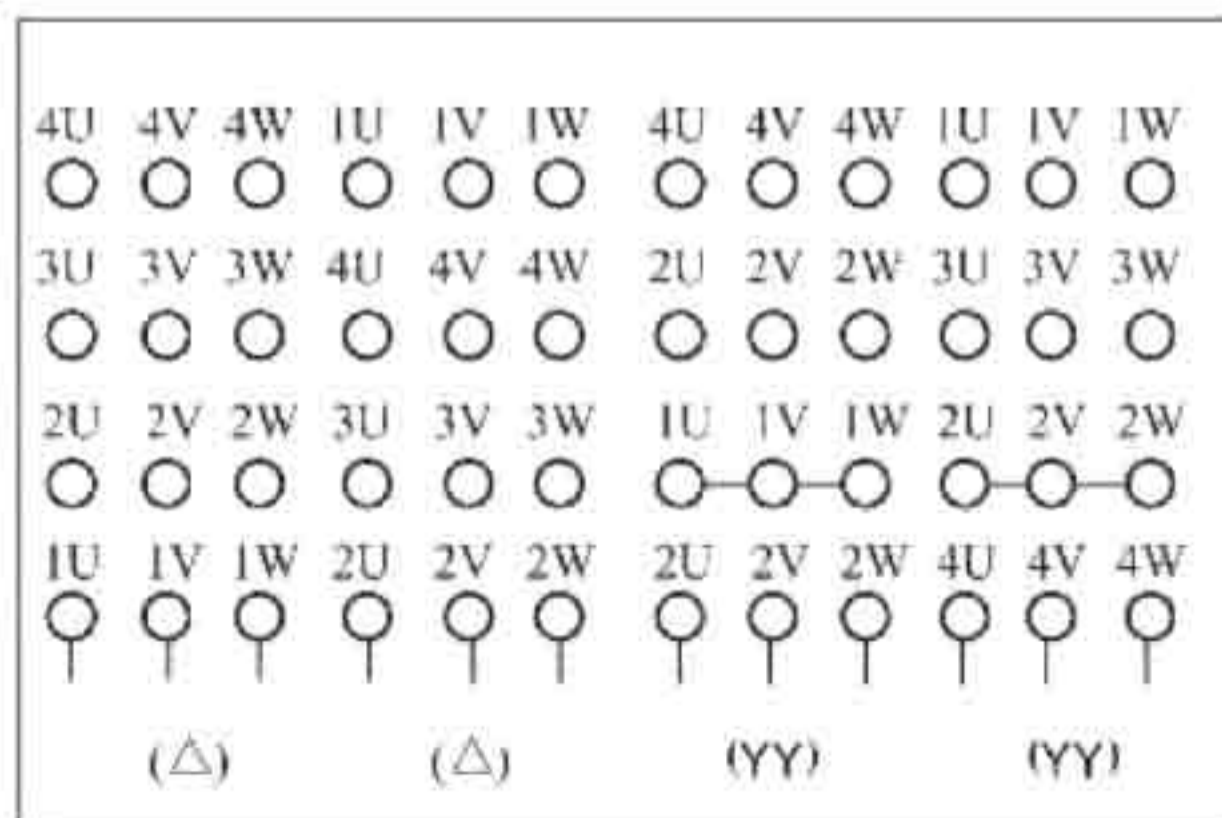 4U 4V 4W 1U 1V 1W 4U 4V 4W 1U 1V 1W
3U 3V 3W 4U 4V 4W 2U 2V 2W 3U 3V 3W
2U 2V 2W 3U 3V 3W 1U 1V 1W 2U 2V 2W
1U 1V 1W 2U 2V 2W 2U 2V 2W 4U 4V 4W
(△) (△) (YY) (YY)